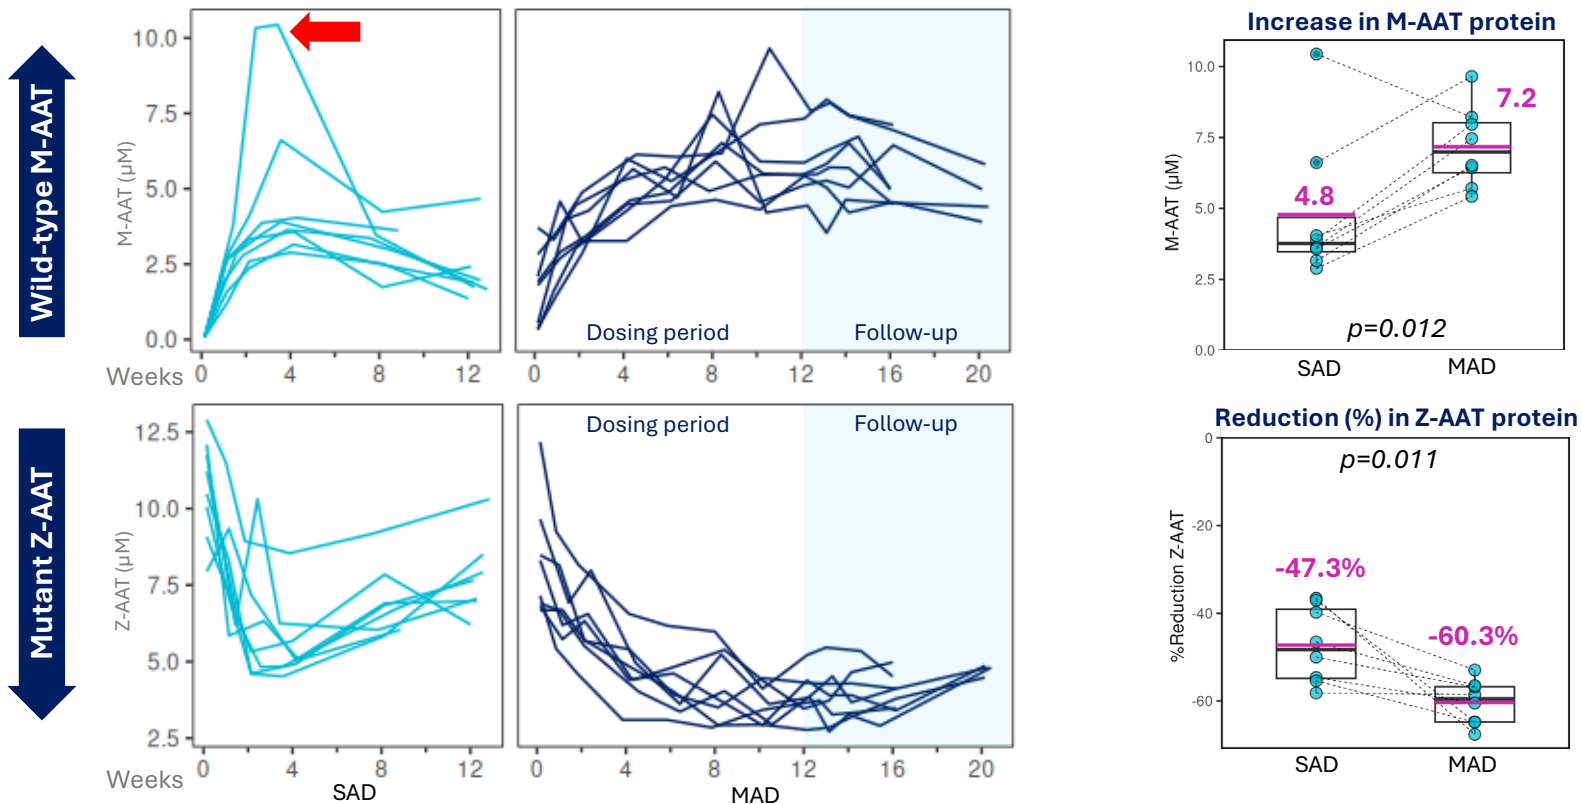 Wild-type M-AAT
M-AAT (µM)
10.0
7.5
5.0
2.5
0.0
Dosing period
Follow-up
Weeks
0
4
8
12
0
4
8
12
16
20
Increase in M-AAT protein
M-AAT (µM)
10.0
7.5
5.0
2.5
0.0
4.8
7.2
p=0.012
SAD
MAD
Mutant Z-AAT
Z-AAT (µM)
12.5
10.0
7.5
5.0
2.5
Dosing period
Follow-up
Weeks
0
4
8
12
SAD
0
4
8
12
16
20
MAD
Reduction (%) in Z-AAT protein
%Reduction Z-AAT
0
-20
-40
-60
p=0.011
-47.3%
-60.3%
SAD
MAD